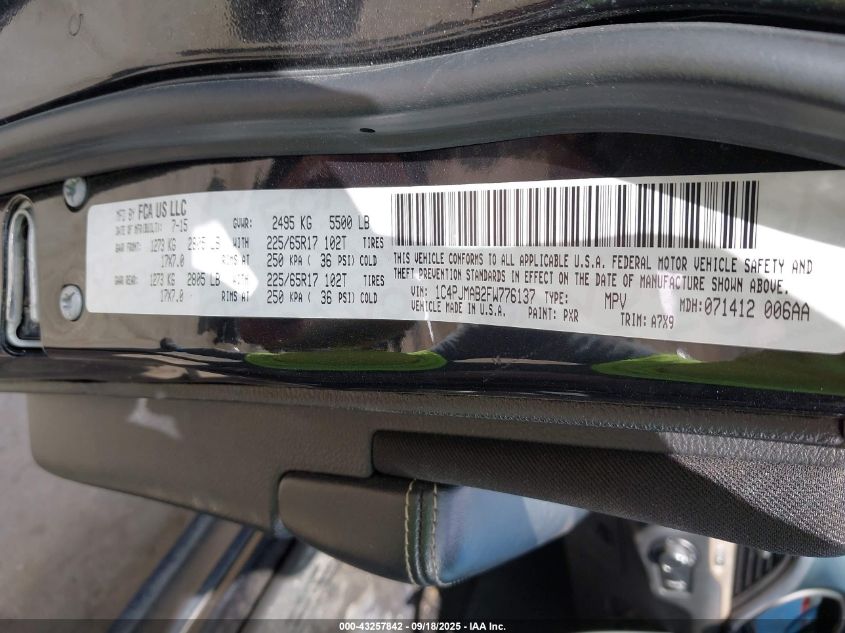 MFD BY FCA US LLC
DATE OF MFR(BUILT): 7-15 GVWR: 2495 KG 5500 LB
GAWR FRONT: 1273 KG 2805 LB WITH 225/65R17 102T TIRES
17X7.0 RIMS AT 250 KPA ( 36 PSI) COLD
GAWR REAR: 1273 KG 2805 LB WITH 225/65R17 102T TIRES
17X7.0 RIMS AT 250 KPA ( 36 PSI) COLD
THIS VEHICLE CONFORMS TO ALL APPLICABLE U.S.A. FEDERAL MOTOR VEHICLE SAFETY AND
THEFT PREVENTION STANDARDS IN EFFECT ON THE DATE OF MANUFACTURE SHOWN ABOVE.
VIN: 1C4PJMAB2FW776137 TYPE: MPV MDH: 071412 006AA
VEHICLE MADE IN U.S.A. PAINT: PXR TRIM: A7X9
000-43257842 - 09/18/2025 - IAA Inc.